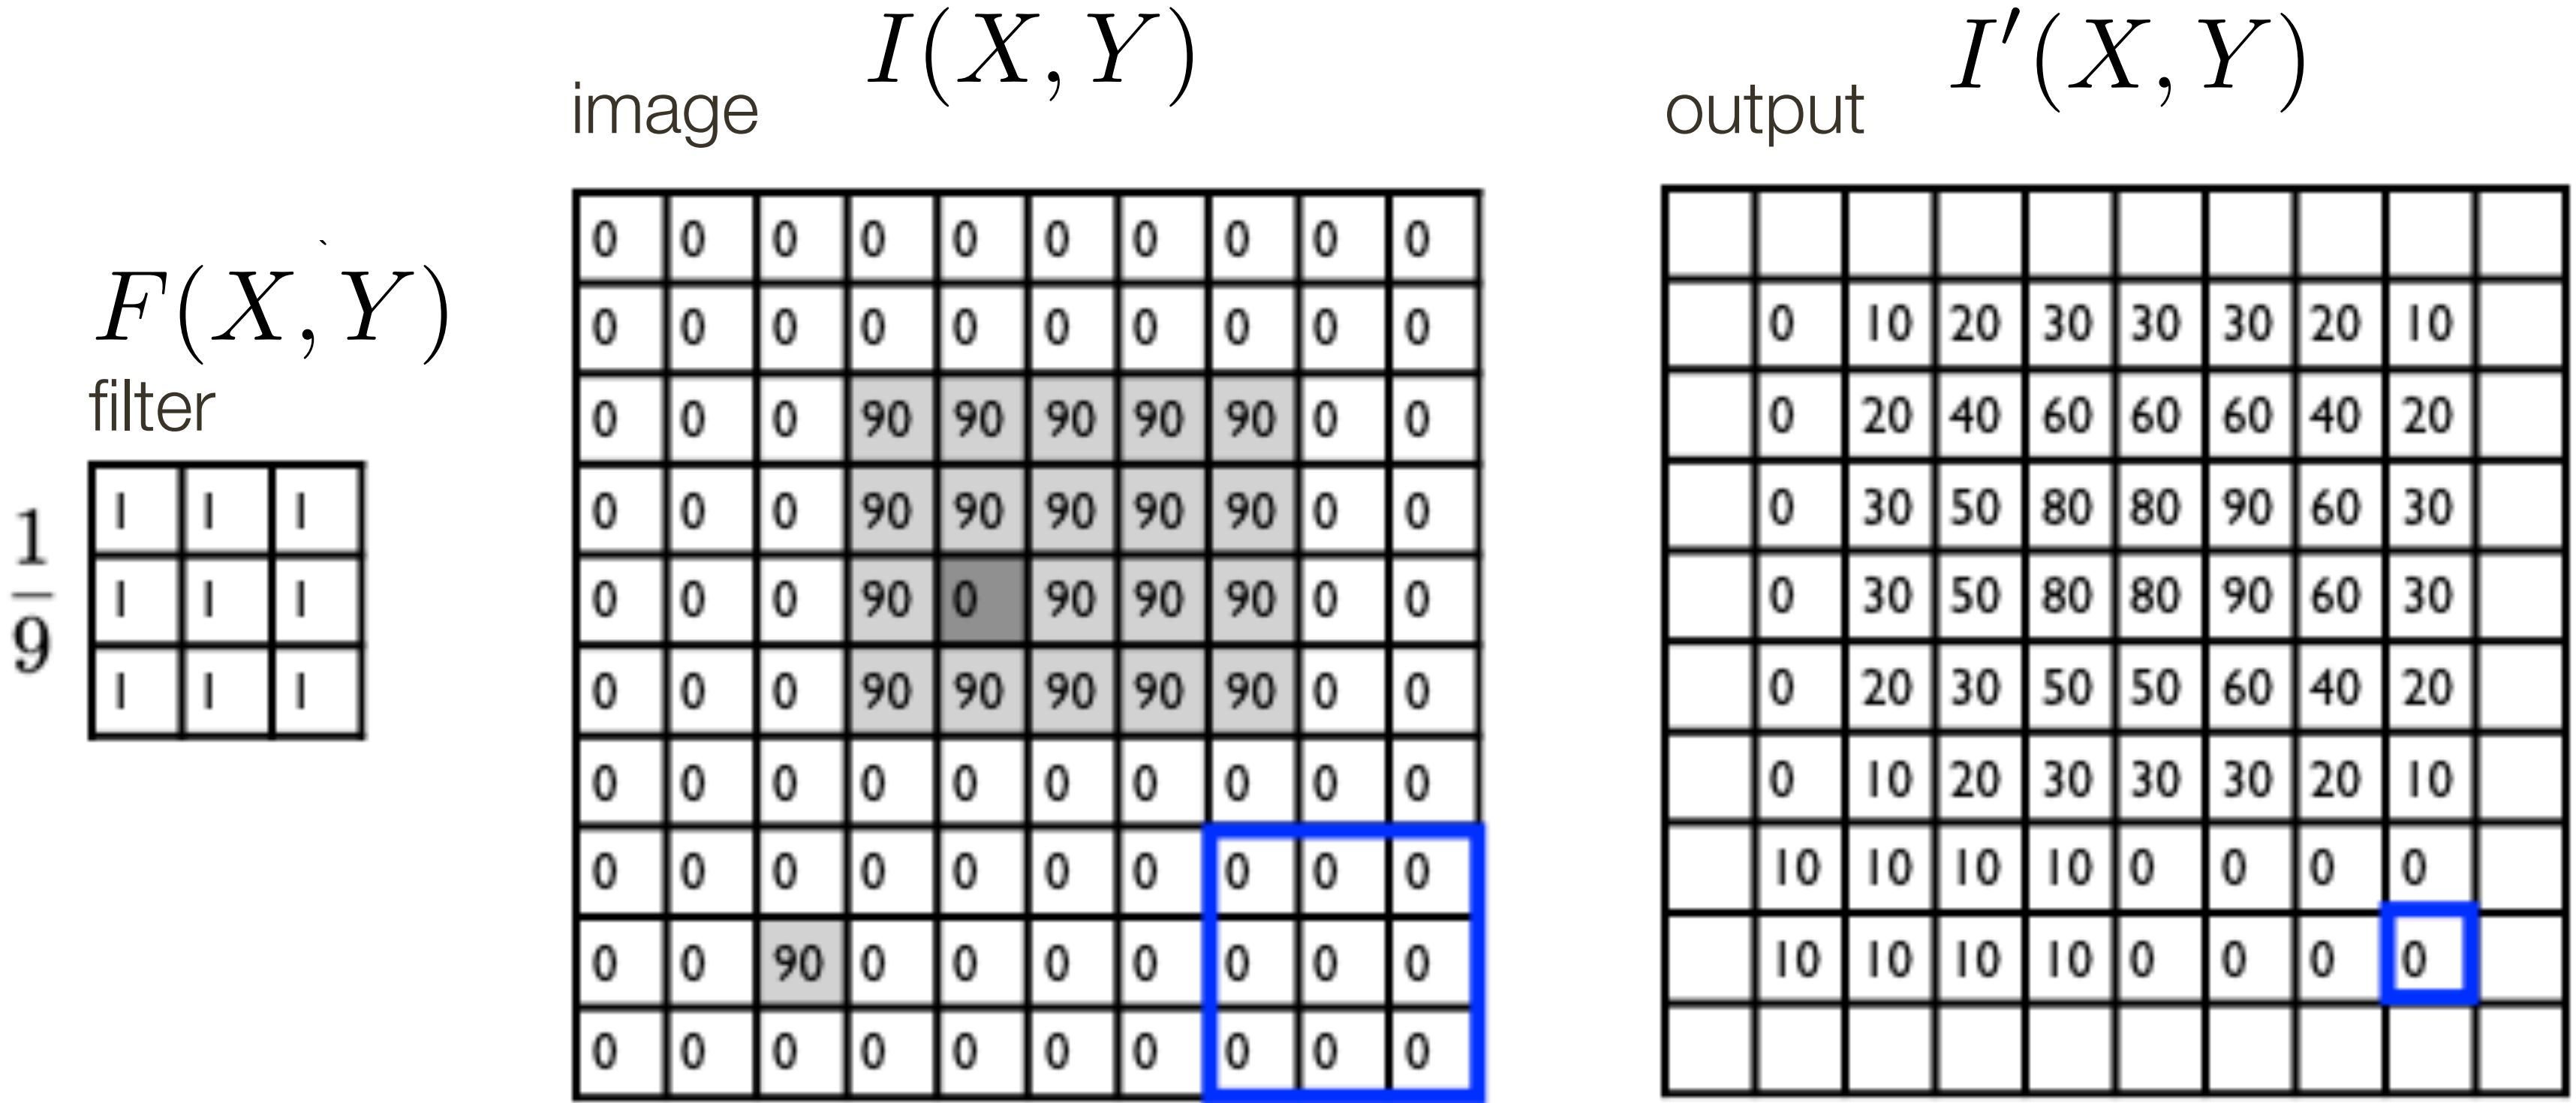 I(X, Y)
I′(X, Y)
image
output
F(X, Y)
filter
1/9
1 1 1
1 1 1
1 1 1
0 0 0 0 0 0 0 0 0 0
0 0 0 0 0 0 0 0 0 0
0 0 0 90 90 90 90 90 0 0
0 0 0 90 90 90 90 90 0 0
0 0 0 90 0 90 90 90 0 0
0 0 0 90 90 90 90 90 0 0
0 0 0 0 0 0 0 0 0 0
0 0 0 0 0 0 0 0 0 0
0 0 90 0 0 0 0 0 0 0
0 0 0 0 0 0 0 0 0 0
0 10 20 30 30 30 20 10
0 20 40 60 60 60 40 20
0 30 50 80 80 90 60 30
0 30 50 80 80 90 60 30
0 20 30 50 50 60 40 20
0 10 20 30 30 30 20 10
10 10 10 10 0 0 0 0
10 10 10 10 0 0 0 0